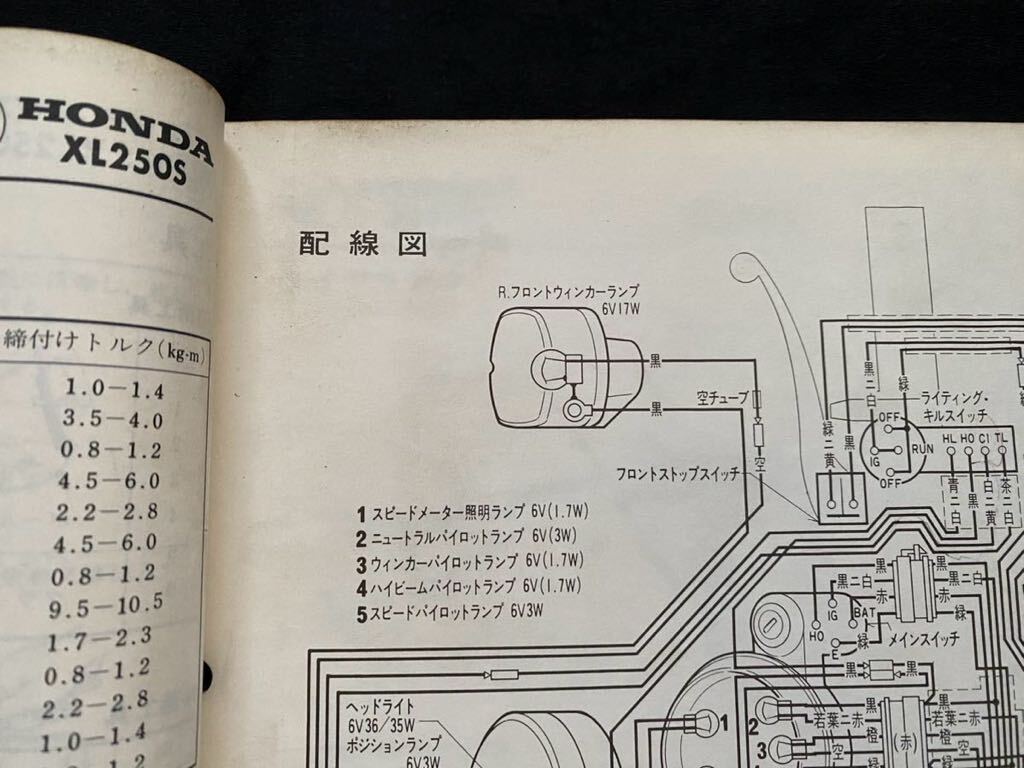 HONDA
XL250S
締付けトルク(kg-m)
1.0－1.4
3.5－4.0
0.8－1.2
4.5－6.0
2.2－2.8
4.5－6.0
0.8－1.2
9.5－10.5
1.7－2.3
0.8－1.2
2.2－2.8
1.0－1.4
配線図
R.フロントウィンカーランプ
6V17W
黒
黒
空チューブ
空
フロントストップスイッチ
緑ニ黄
黒
黒ニ白
緑
ライティング・
キルスイッチ
OFF
IG
RUN
OFF
HL HO C1 TL
青ニ白
黒
白ニ黄
茶ニ白
1 スピードメーター照明ランプ 6V(1.7W)
2 ニュートラルパイロットランプ 6V(3W)
3 ウィンカーパイロットランプ 6V(1.7W)
4 ハイビームパイロットランプ 6V(1.7W)
5 スピードパイロットランプ 6V3W
黒
黒
黒ニ白
黒ニ白
赤
赤
緑
緑
IG
BAT
HO
E
メインスイッチ
黒
黒
ヘッドライト
6V36/35W
ポジションランプ
6V3W
1
2
3
黒
黒
若葉ニ赤
若葉ニ赤
橙
橙
空
空
緑
(赤)